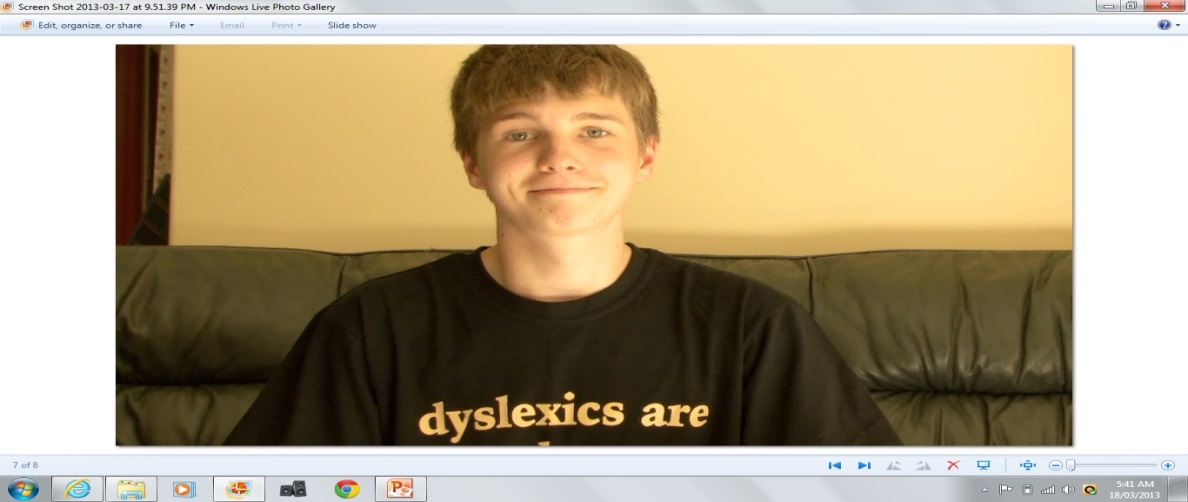 Screen Shot 2013-03-17 at 9.51.39 PM - Windows Live Photo Gallery
Edit, organize, or share File Email Print Slide show
dyslexics are
7 of 8
5:41 AM
18/03/2013